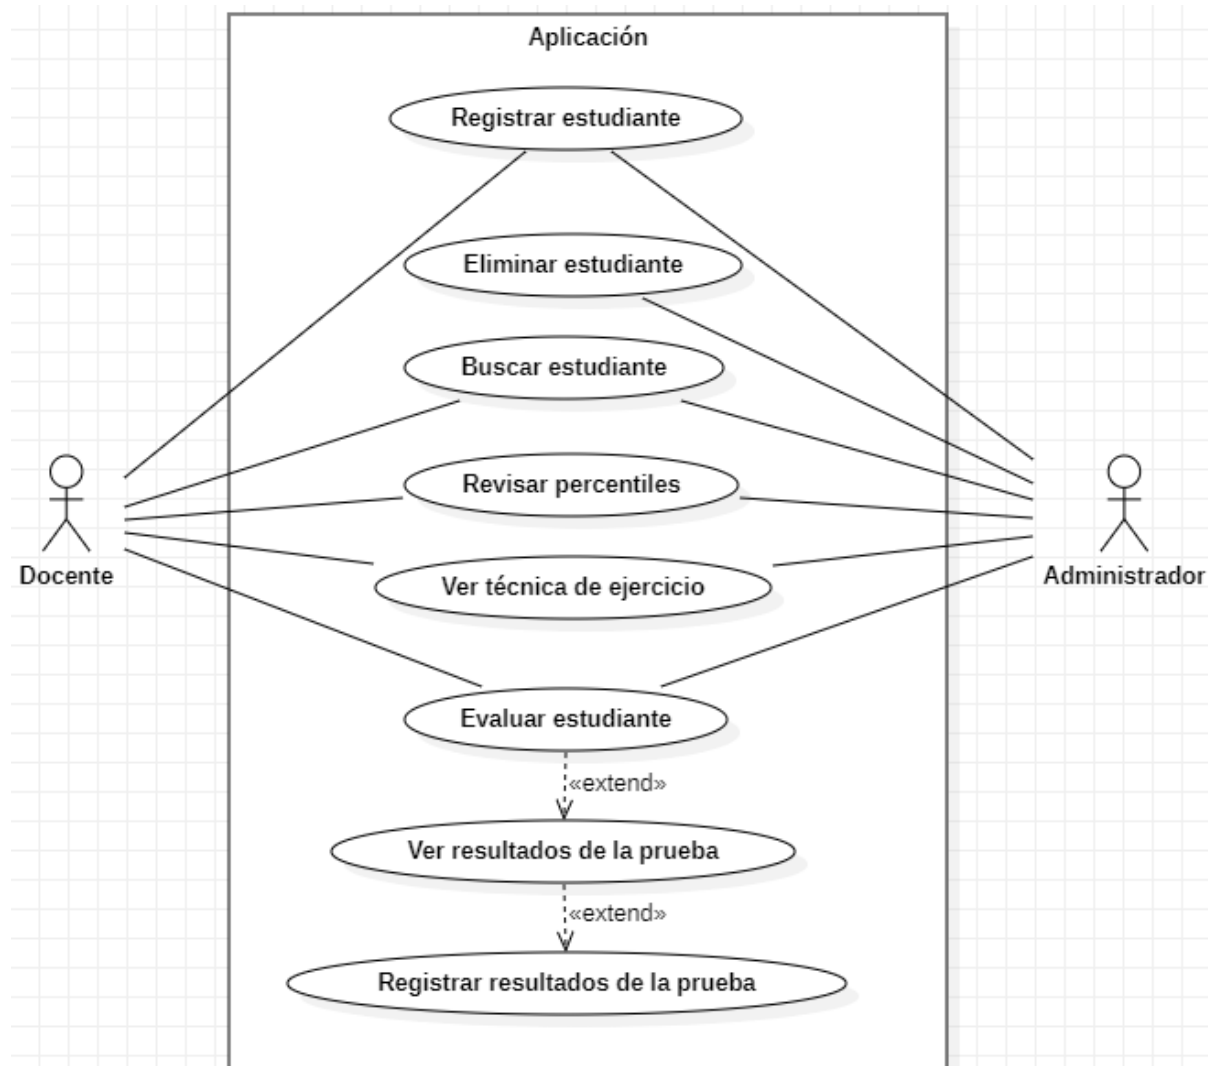 Aplicación
Registrar estudiante
Eliminar estudiante
Buscar estudiante
Revisar percentiles
Docente
Administrador
Ver técnica de ejercicio
Evaluar estudiante
«extend»
Ver resultados de la prueba
«extend»
Registrar resultados de la prueba